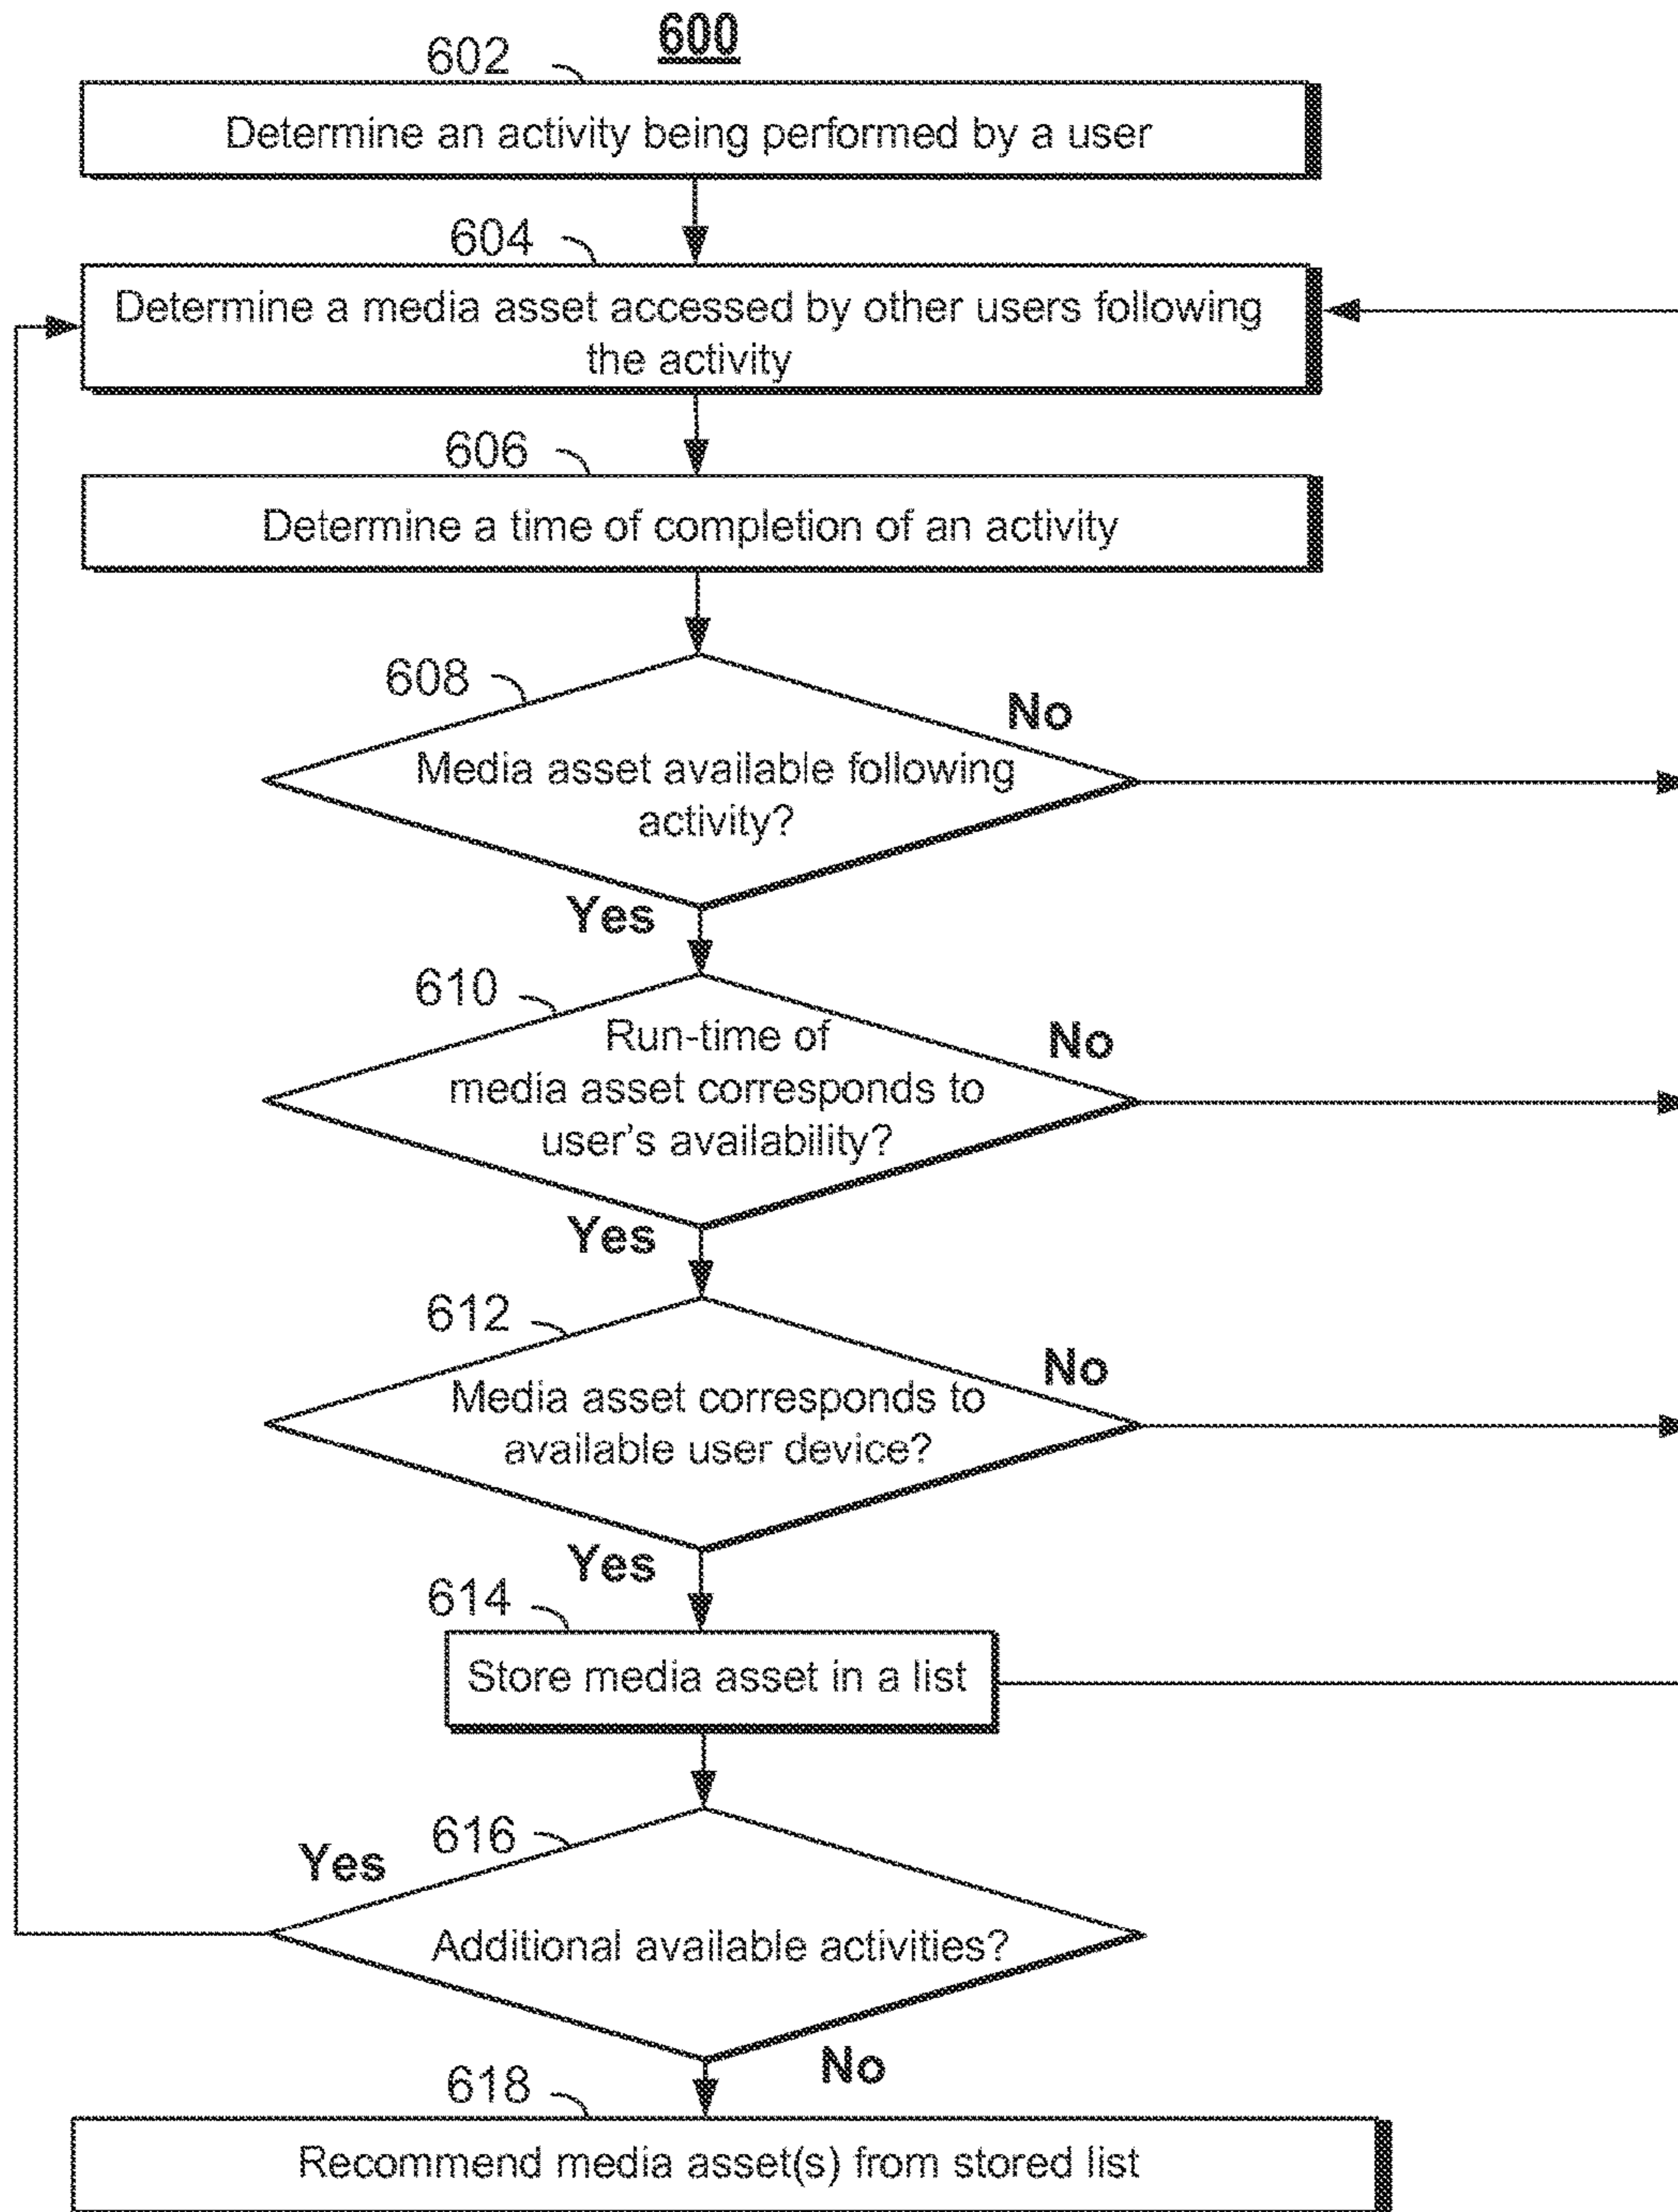 600
602
Determine an activity being performed by a user
604
Determine a media asset accessed by other users following
the activity
606
Determine a time of completion of an activity
608
No
Media asset available following
activity?
Yes
610
No
Run-time of
media asset corresponds to
user's availability?
Yes
612
No
Media asset corresponds to
available user device?
Yes
614
Store media asset in a list
616
Yes
Additional available activities?
No
618
Recommend media asset(s) from stored list